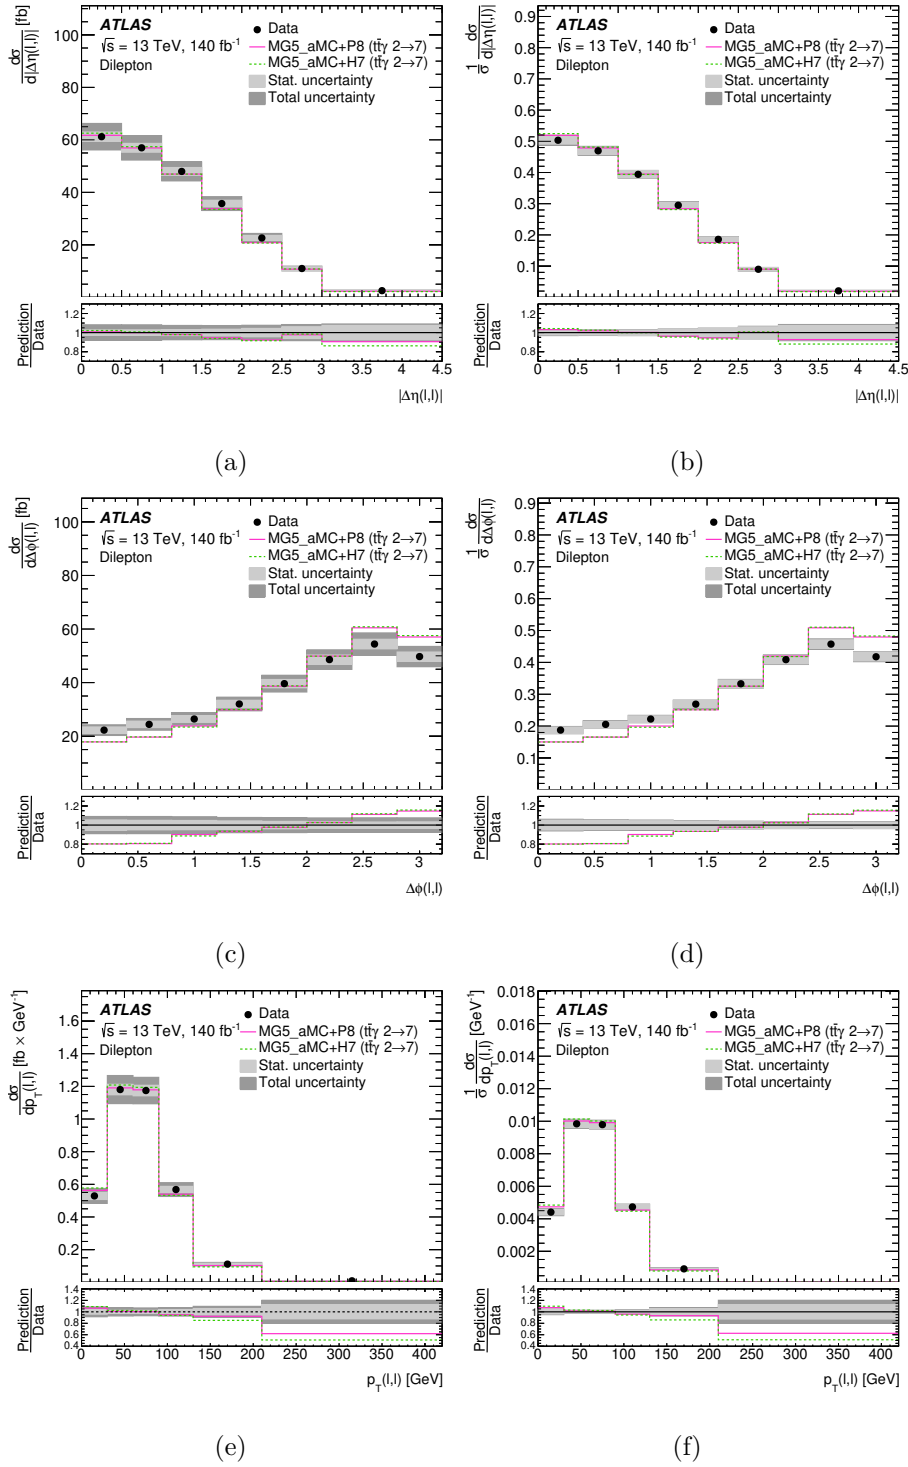 dσ/d|Δη(l,l)| [fb]
ATLAS
√s = 13 TeV, 140 fb⁻¹
Dilepton
Data
MG5_aMC+P8 (tt̄γ 2→7)
MG5_aMC+H7 (tt̄γ 2→7)
Stat. uncertainty
Total uncertainty
100
80
60
40
20
Prediction/Data
1.2
1
0.8
0 0.5 1 1.5 2 2.5 3 3.5 4 4.5
|Δη(l,l)|
(a)
1/σ dσ/d|Δη(l,l)|
ATLAS
√s = 13 TeV, 140 fb⁻¹
Dilepton
Data
MG5_aMC+P8 (tt̄γ 2→7)
MG5_aMC+H7 (tt̄γ 2→7)
Stat. uncertainty
Total uncertainty
0.9
0.8
0.7
0.6
0.5
0.4
0.3
0.2
0.1
Prediction/Data
1.2
1
0.8
0 0.5 1 1.5 2 2.5 3 3.5 4 4.5
|Δη(l,l)|
(b)
dσ/dΔϕ(l,l) [fb]
ATLAS
√s = 13 TeV, 140 fb⁻¹
Dilepton
Data
MG5_aMC+P8 (tt̄γ 2→7)
MG5_aMC+H7 (tt̄γ 2→7)
Stat. uncertainty
Total uncertainty
100
80
60
40
20
Prediction/Data
1.2
1
0.8
0 0.5 1 1.5 2 2.5 3
Δϕ(l,l)
(c)
1/σ dσ/dΔϕ(l,l)
ATLAS
√s = 13 TeV, 140 fb⁻¹
Dilepton
Data
MG5_aMC+P8 (tt̄γ 2→7)
MG5_aMC+H7 (tt̄γ 2→7)
Stat. uncertainty
Total uncertainty
0.9
0.8
0.7
0.6
0.5
0.4
0.3
0.2
0.1
Prediction/Data
1.2
1
0.8
0 0.5 1 1.5 2 2.5 3
Δϕ(l,l)
(d)
dσ/dp_T(l,l) [fb × GeV⁻¹]
ATLAS
√s = 13 TeV, 140 fb⁻¹
Dilepton
Data
MG5_aMC+P8 (tt̄γ 2→7)
MG5_aMC+H7 (tt̄γ 2→7)
Stat. uncertainty
Total uncertainty
1.6
1.4
1.2
1
0.8
0.6
0.4
0.2
Prediction/Data
1.4
1.2
1.0
0.8
0.6
0.4
0 50 100 150 200 250 300 350 400
p_T(l,l) [GeV]
(e)
1/σ dσ/dp_T(l,l) [GeV⁻¹]
ATLAS
√s = 13 TeV, 140 fb⁻¹
Dilepton
Data
MG5_aMC+P8 (tt̄γ 2→7)
MG5_aMC+H7 (tt̄γ 2→7)
Stat. uncertainty
Total uncertainty
0.018
0.016
0.014
0.012
0.01
0.008
0.006
0.004
0.002
Prediction/Data
1.4
1.2
1
0.8
0.6
0.4
0 50 100 150 200 250 300 350 400
p_T(l,l) [GeV]
(f)